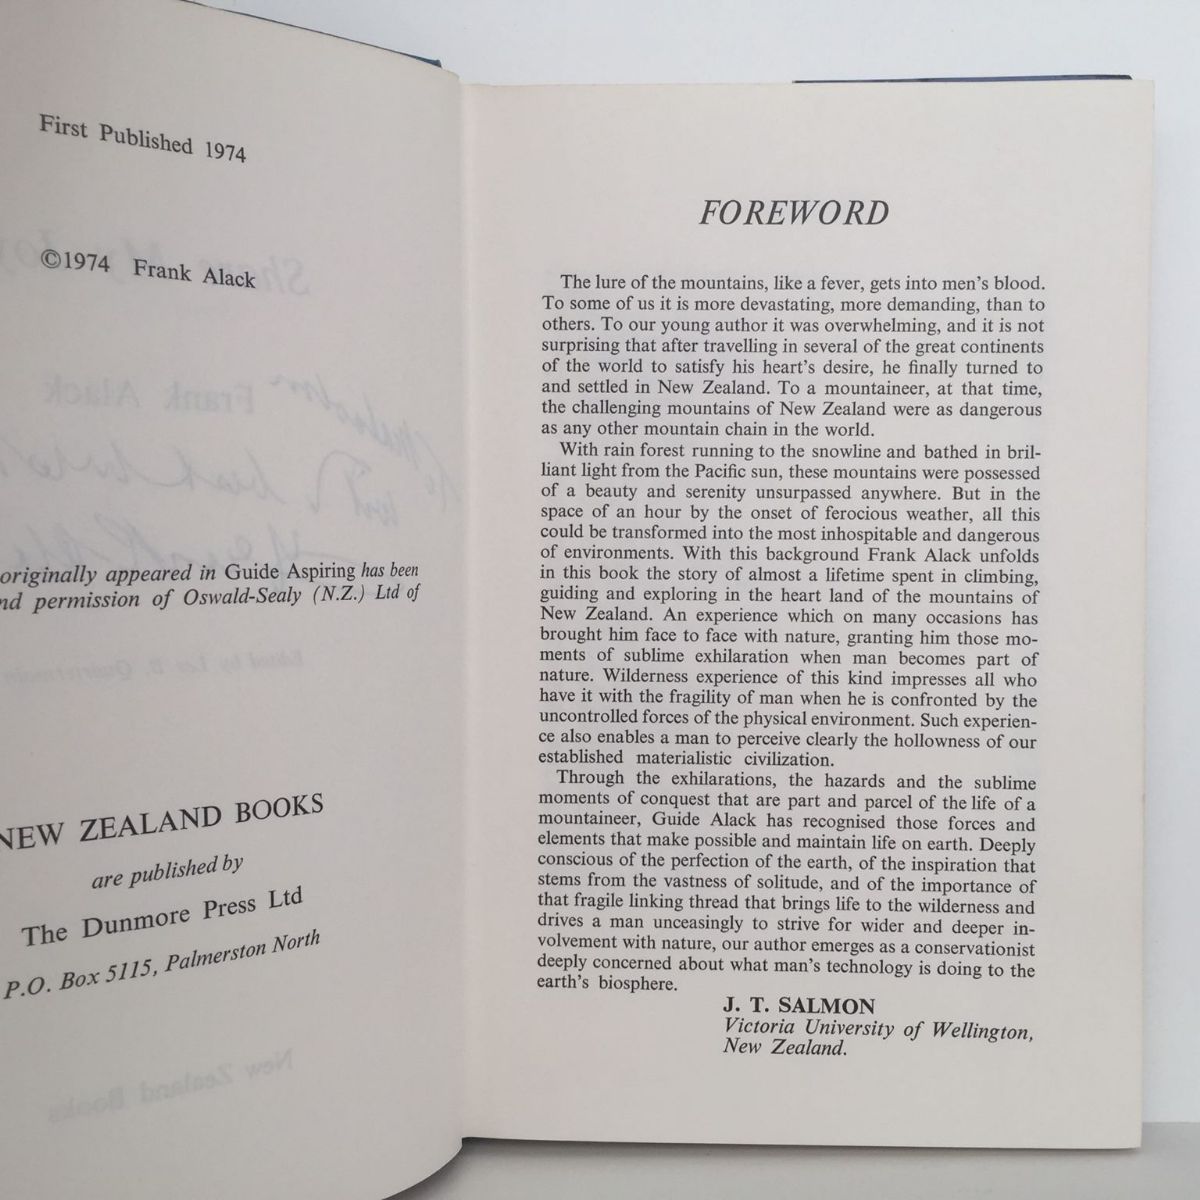 First Published 1974
©1974 Frank Alack
originally appeared in Guide Aspiring has been
permission of Oswald-Sealy (N.Z.) Ltd of
NEW ZEALAND BOOKS
are published by
The Dunmore Press Ltd
P.O. Box 5115, Palmerston North
FOREWORD
The lure of the mountains, like a fever, gets into men's blood.
To some of us it is more devastating, more demanding, than to
others. To our young author it was overwhelming, and it is not
surprising that after travelling in several of the great continents
of the world to satisfy his heart's desire, he finally turned to
and settled in New Zealand. To a mountaineer, at that time,
the challenging mountains of New Zealand were as dangerous
as any other mountain chain in the world.
With rain forest running to the snowline and bathed in bril-
liant light from the Pacific sun, these mountains were possessed
of a beauty and serenity unsurpassed anywhere. But in the
space of an hour by the onset of ferocious weather, all this
could be transformed into the most inhospitable and dangerous
of environments. With this background Frank Alack unfolds
in this book the story of almost a lifetime spent in climbing,
guiding and exploring in the heart land of the mountains of
New Zealand. An experience which on many occasions has
brought him face to face with nature, granting him those mo-
ments of sublime exhilaration when man becomes part of
nature. Wilderness experience of this kind impresses all who
have it with the fragility of man when he is confronted by the
uncontrolled forces of the physical environment. Such experien-
ce also enables a man to perceive clearly the hollowness of our
established materialistic civilization.
Through the exhilarations, the hazards and the sublime
moments of conquest that are part and parcel of the life of a
mountaineer, Guide Alack has recognised those forces and
elements that make possible and maintain life on earth. Deeply
conscious of the perfection of the earth, of the inspiration that
stems from the vastness of solitude, and of the importance of
that fragile linking thread that brings life to the wilderness and
drives a man unceasingly to strive for wider and deeper in-
volvement with nature, our author emerges as a conservationist
deeply concerned about what man's technology is doing to the
earth's biosphere.
J. T. SALMON
Victoria University of Wellington,
New Zealand.